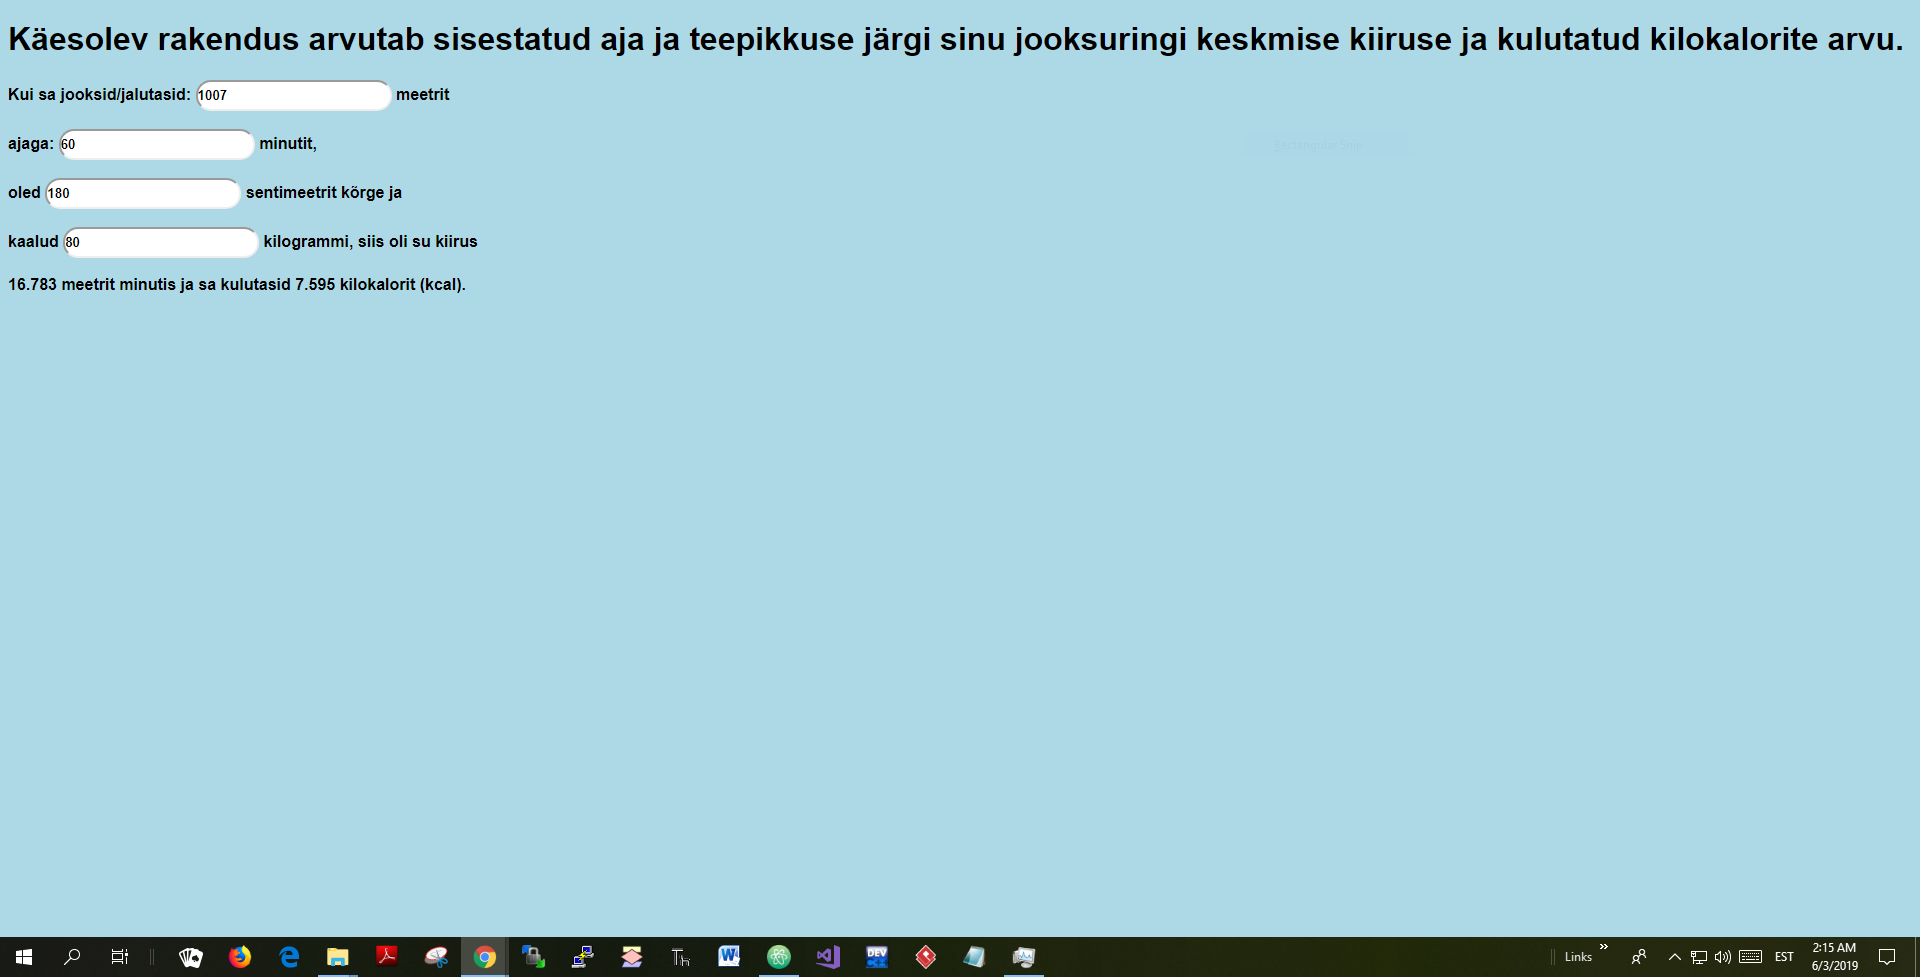 Käesolev rakendus arvutab sisestatud aja ja teepikkuse järgi sinu jooksuringi keskmise kiiruse ja kulutatud kilokalorite arvu.
Kui sa jooksid/jalutasid: 1007 meetrit
ajaga: 60 minutit,
oled 180 sentimeetrit kõrge ja
kaalud 80 kilogrammi, siis oli su kiirus
16.783 meetrit minutis ja sa kulutasid 7.595 kilokalorit (kcal).
Th W DEV C++ Links » EST 2:15 AM
6/3/2019